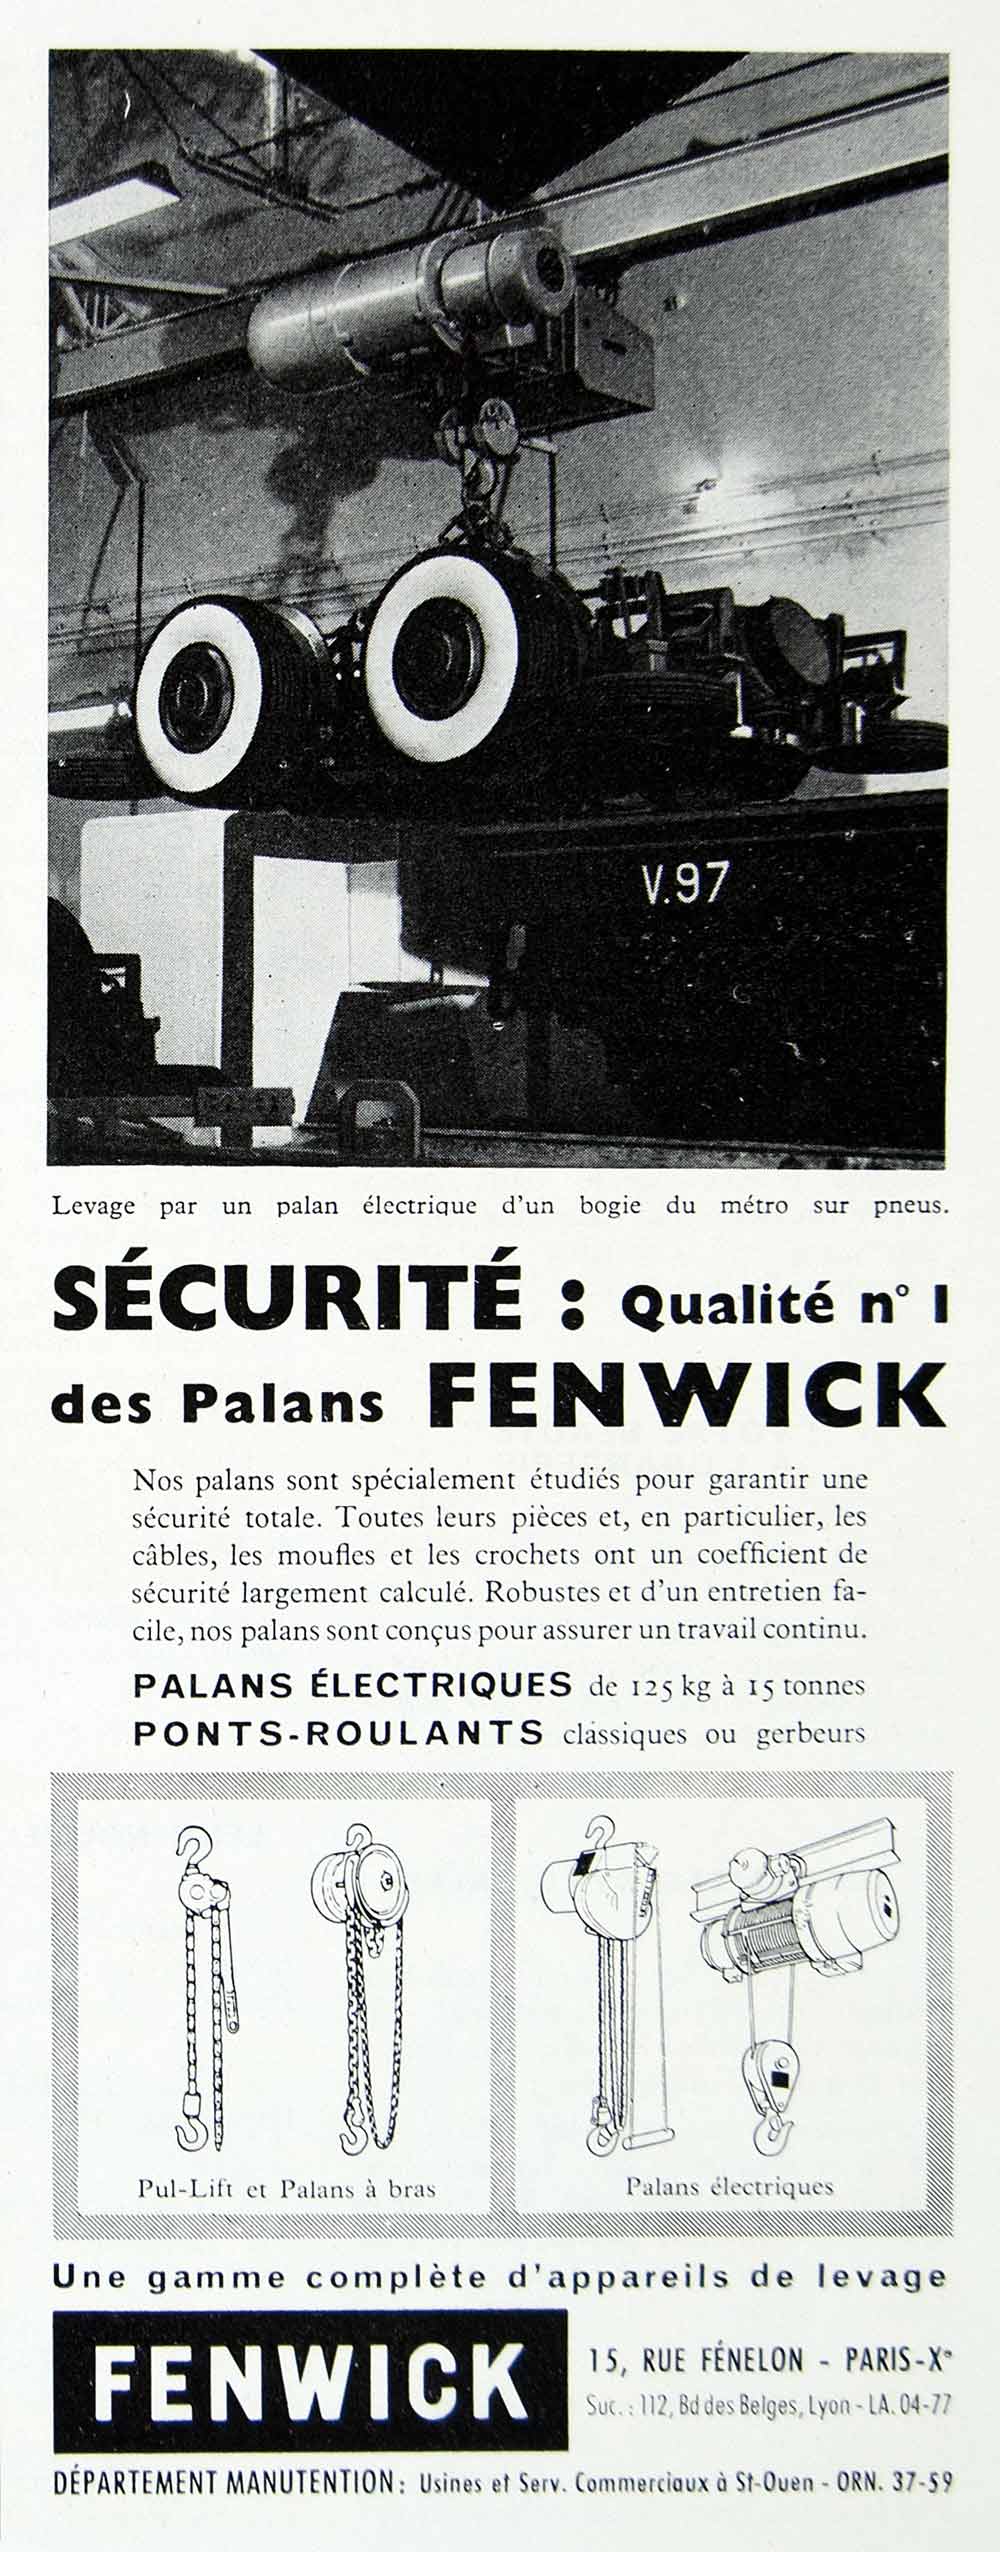 V.97
Levage par un palan électrique d'un bogie du métro sur pneus.
SÉCURITÉ : Qualité n° 1
des Palans FENWICK
Nos palans sont spécialement étudiés pour garantir une
sécurité totale. Toutes leurs pièces et, en particulier, les
câbles, les moufles et les crochets ont un coefficient de
sécurité largement calculé. Robustes et d'un entretien fa-
cile, nos palans sont conçus pour assurer un travail continu.
PALANS ÉLECTRIQUES de 125 kg à 15 tonnes
PONTS-ROULANTS classiques ou gerbeurs
Pul-Lift et Palans à bras
Palans électriques
Une gamme complète d'appareils de levage
FENWICK
15, RUE FÉNELON - PARIS-Xe
Suc. : 112, Bd des Belges, Lyon - LA. 04-77
DÉPARTEMENT MANUTENTION : Usines et Serv. Commerciaux à St-Ouen - ORN. 37-59